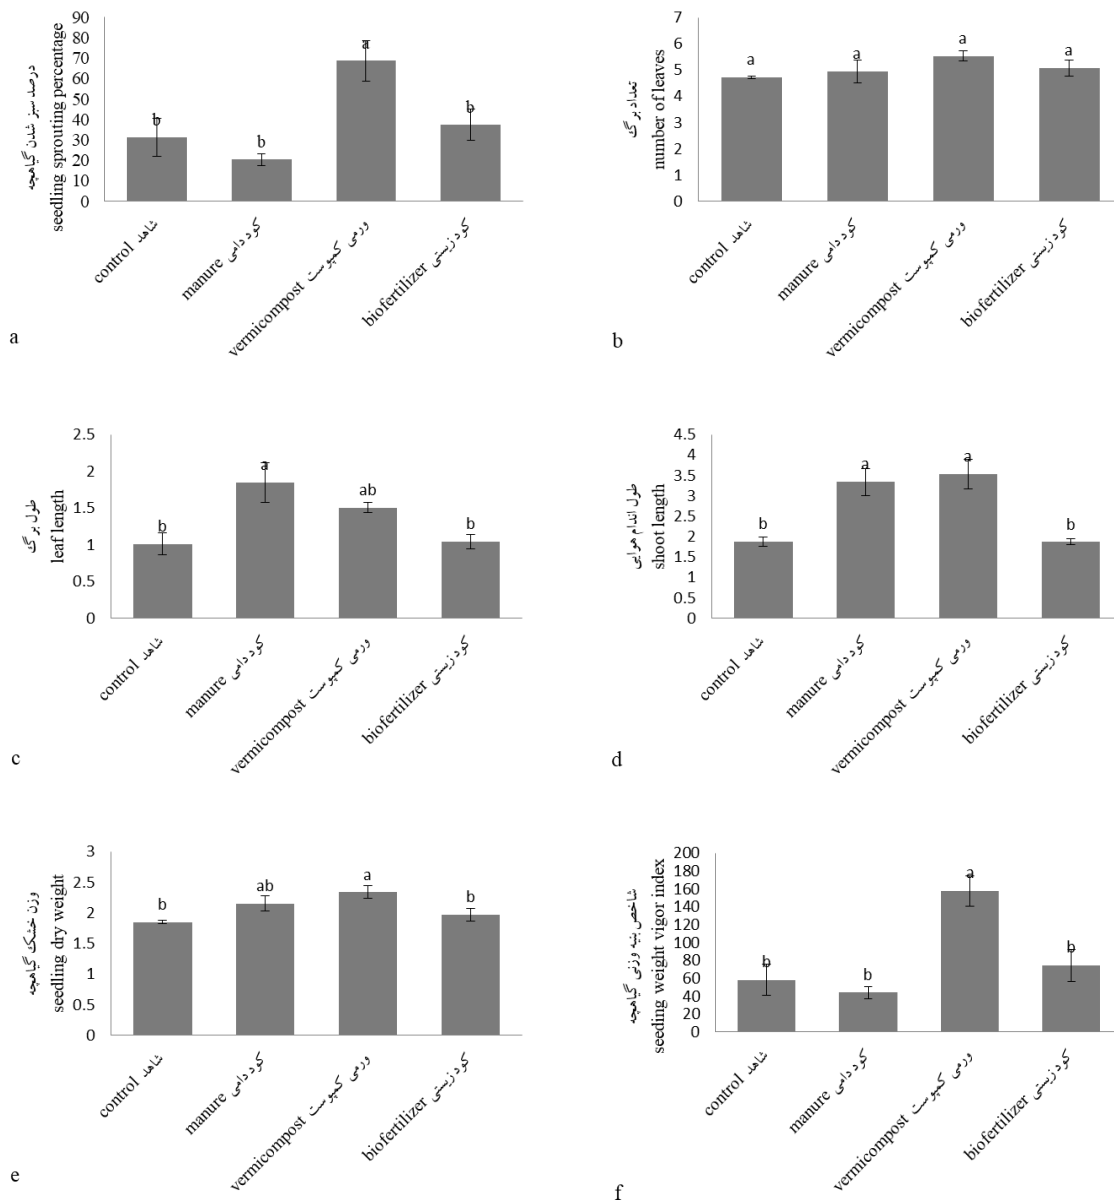 90
80
70
60
50
40
30
20
10
0
درصد سبز شدن گیاهچه
seedling sprouting percentage
b
b
a
b
شاهد control
کود دامی manure
ورمی کمپوست vermicompost
کود زیستی biofertilizer
a
7
6
5
4
3
2
1
0
تعداد برگ
number of leaves
a
a
a
a
شاهد control
کود دامی manure
ورمی کمپوست vermicompost
کود زیستی biofertilizer
b
2.5
2
1.5
1
0.5
0
طول برگ
leaf length
b
a
ab
b
شاهد control
کود دامی manure
ورمی کمپوست vermicompost
کود زیستی biofertilizer
c
4.5
4
3.5
3
2.5
2
1.5
1
0.5
0
طول اندام هوایی
shoot length
b
a
a
b
شاهد control
کود دامی manure
ورمی کمپوست vermicompost
کود زیستی biofertilizer
d
3
2.5
2
1.5
1
0.5
0
وزن خشک گیاهچه
seedling dry weight
b
ab
a
b
شاهد control
کود دامی manure
ورمی کمپوست vermicompost
کود زیستی biofertilizer
e
200
180
160
140
120
100
80
60
40
20
0
شاخص بنیه وزنی گیاهچه
seeding weight vigor index
b
b
a
b
شاهد control
کود دامی manure
ورمی کمپوست vermicompost
کود زیستی biofertilizer
f